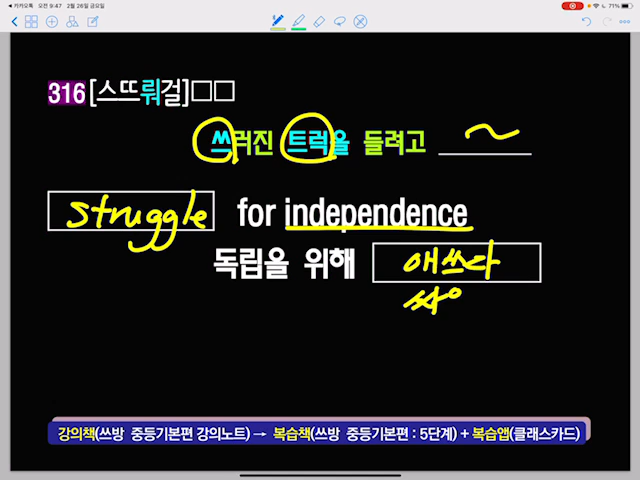 카카오톡 오전 9:47 2월 26일 금요일 71%
316 [스뜨뤄걸]□□
쓰러진 트럭을 들려고 ~
struggle for independence
독립을 위해 애쓰다
싸우
강의책(쓰방 중등기본편 강의노트) → 복습책(쓰방 중등기본편 : 5단계) + 복습앱(클래스카드)